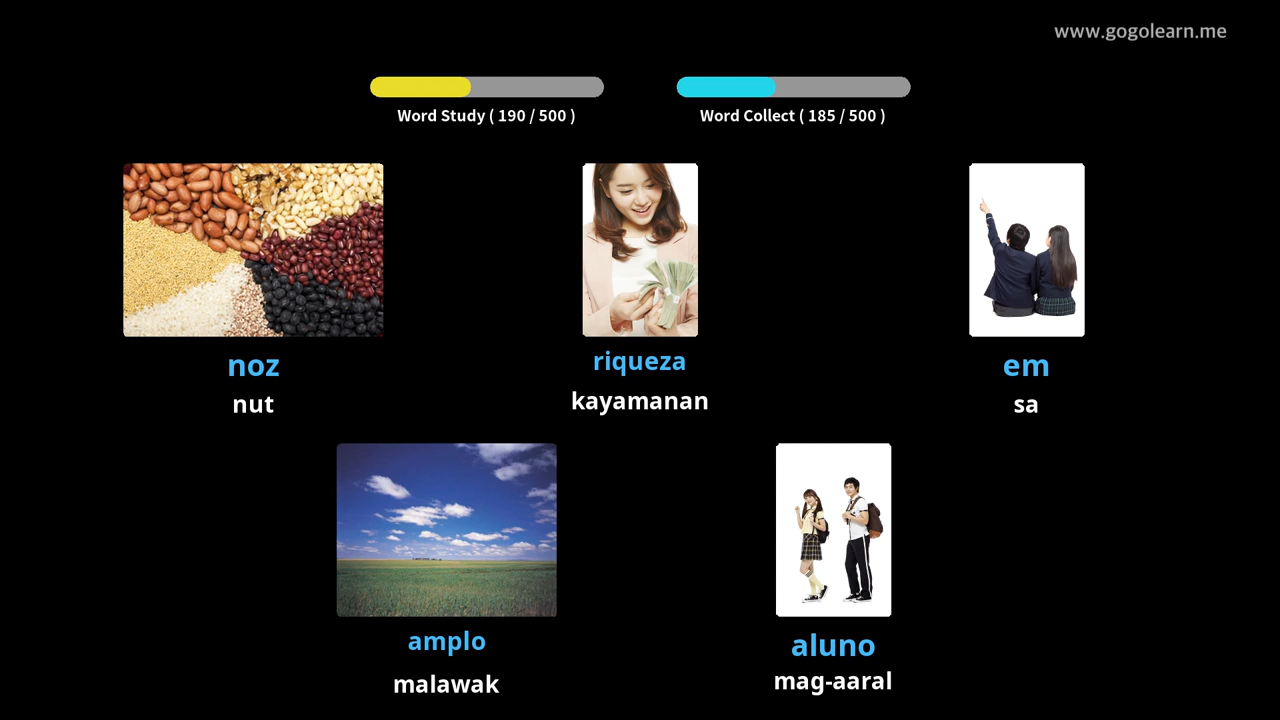 www.gogolearn.me
Word Study ( 190 / 500 )
Word Collect ( 185 / 500 )
noz
nut
riqueza
kayamanan
em
sa
amplo
malawak
aluno
mag-aaral